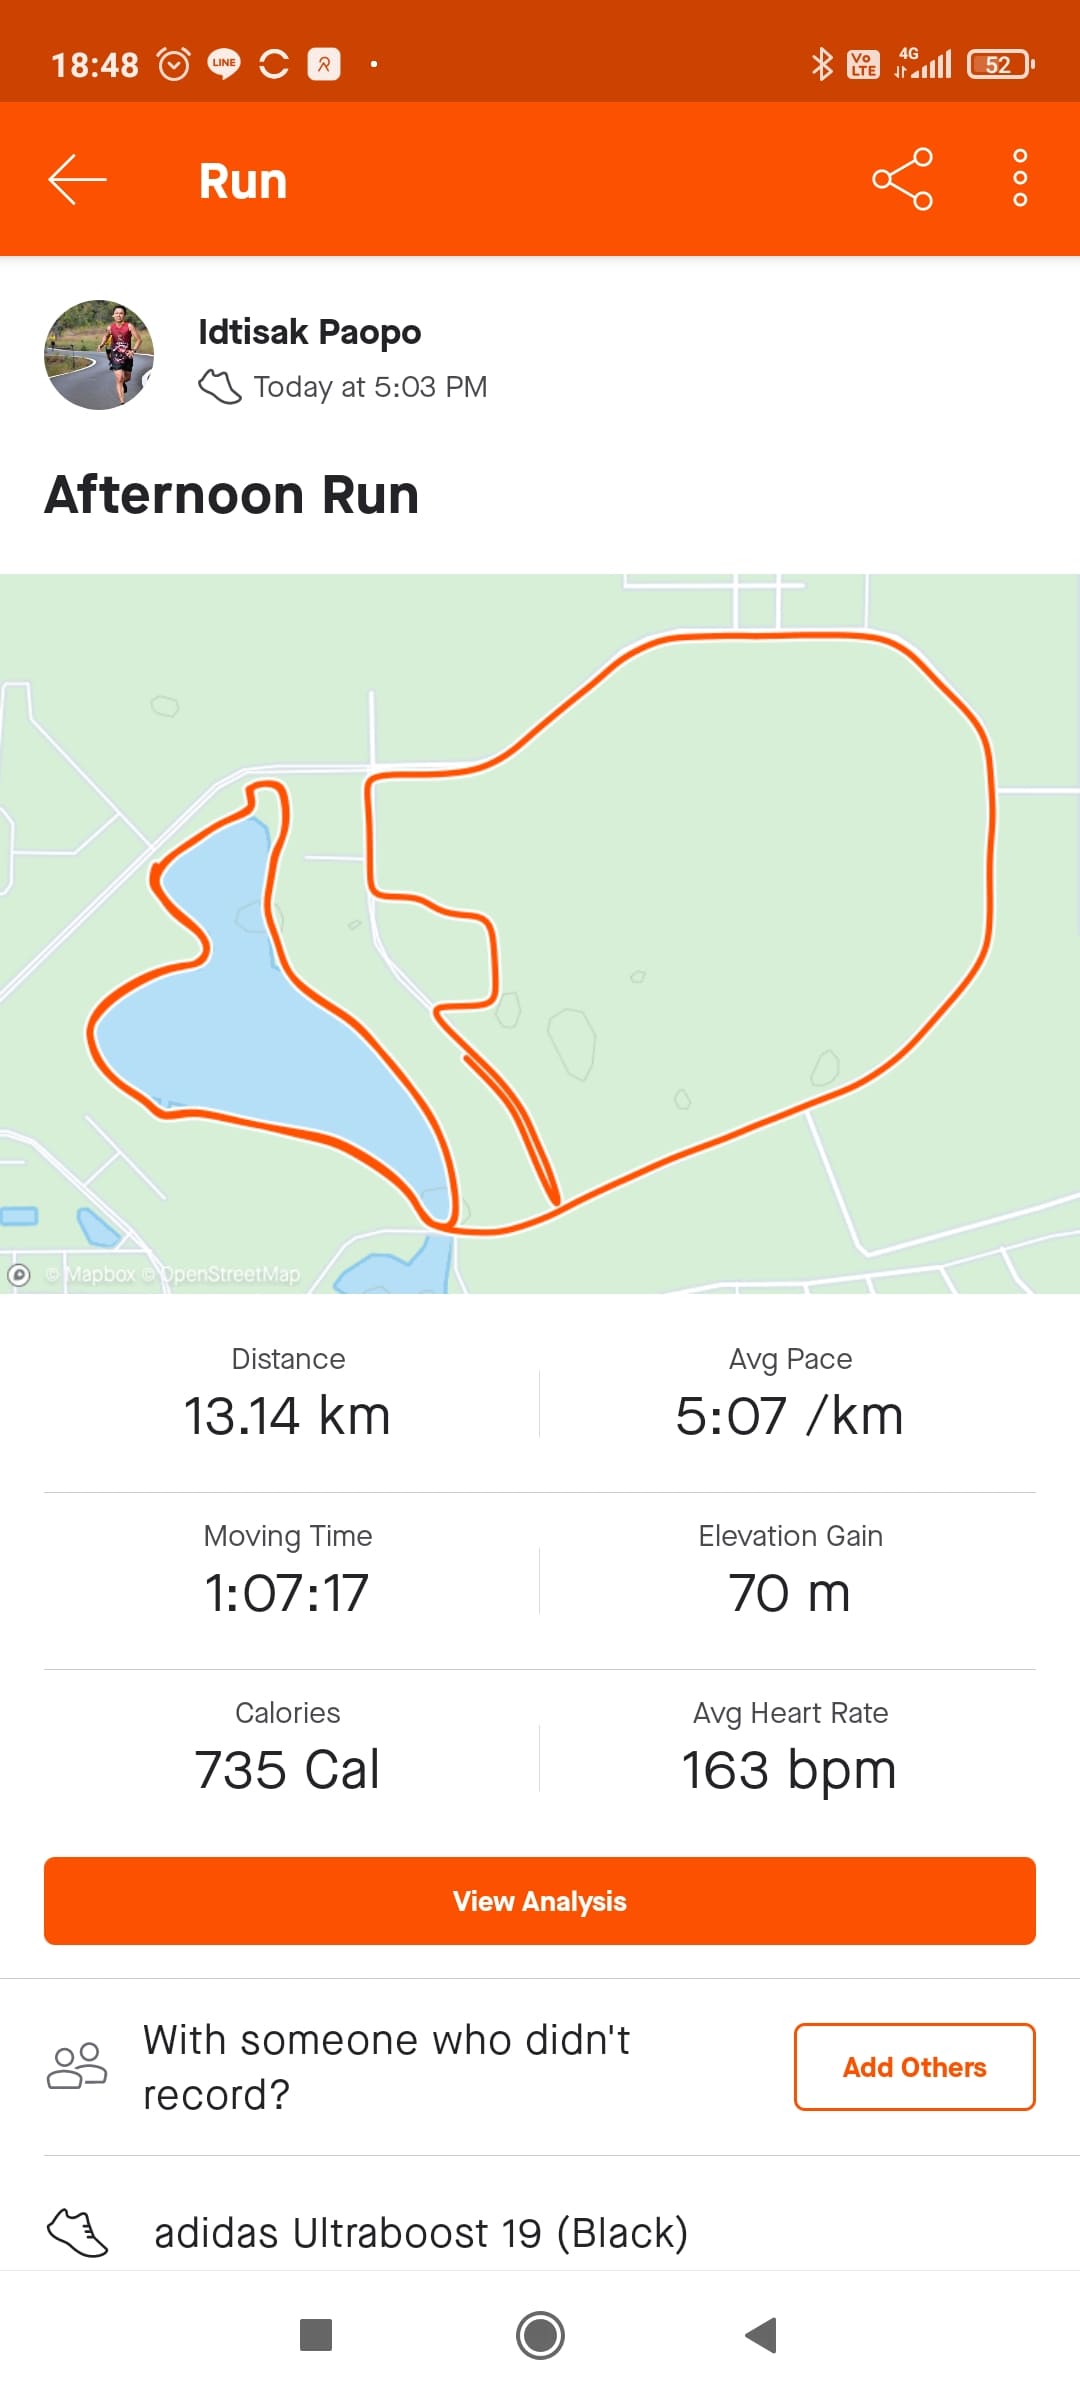 18:48
LINE
Vo
LTE
4G
52
Run
Idtisak Paopo
Today at 5:03 PM
Afternoon Run
© Mapbox © OpenStreetMap
Distance
13.14 km
Avg Pace
5:07 /km
Moving Time
1:07:17
Elevation Gain
70 m
Calories
735 Cal
Avg Heart Rate
163 bpm
View Analysis
With someone who didn't
record?
Add Others
adidas Ultraboost 19 (Black)